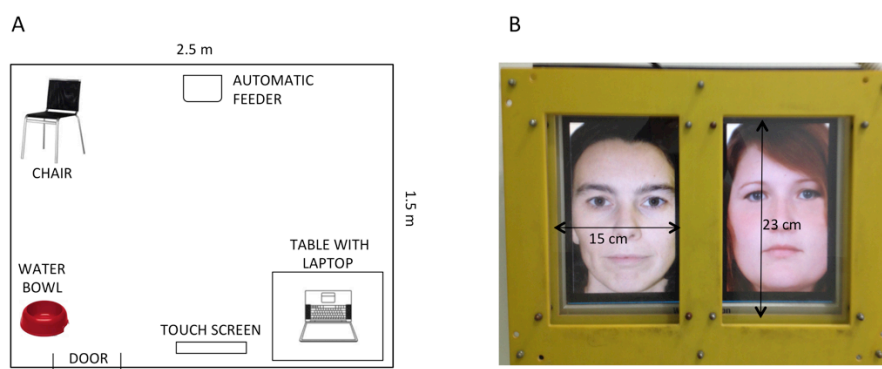 A
2.5 m
AUTOMATIC
FEEDER
CHAIR
1.5 m
WATER
BOWL
TABLE WITH
LAPTOP
TOUCH SCREEN
DOOR
B
15 cm
23 cm